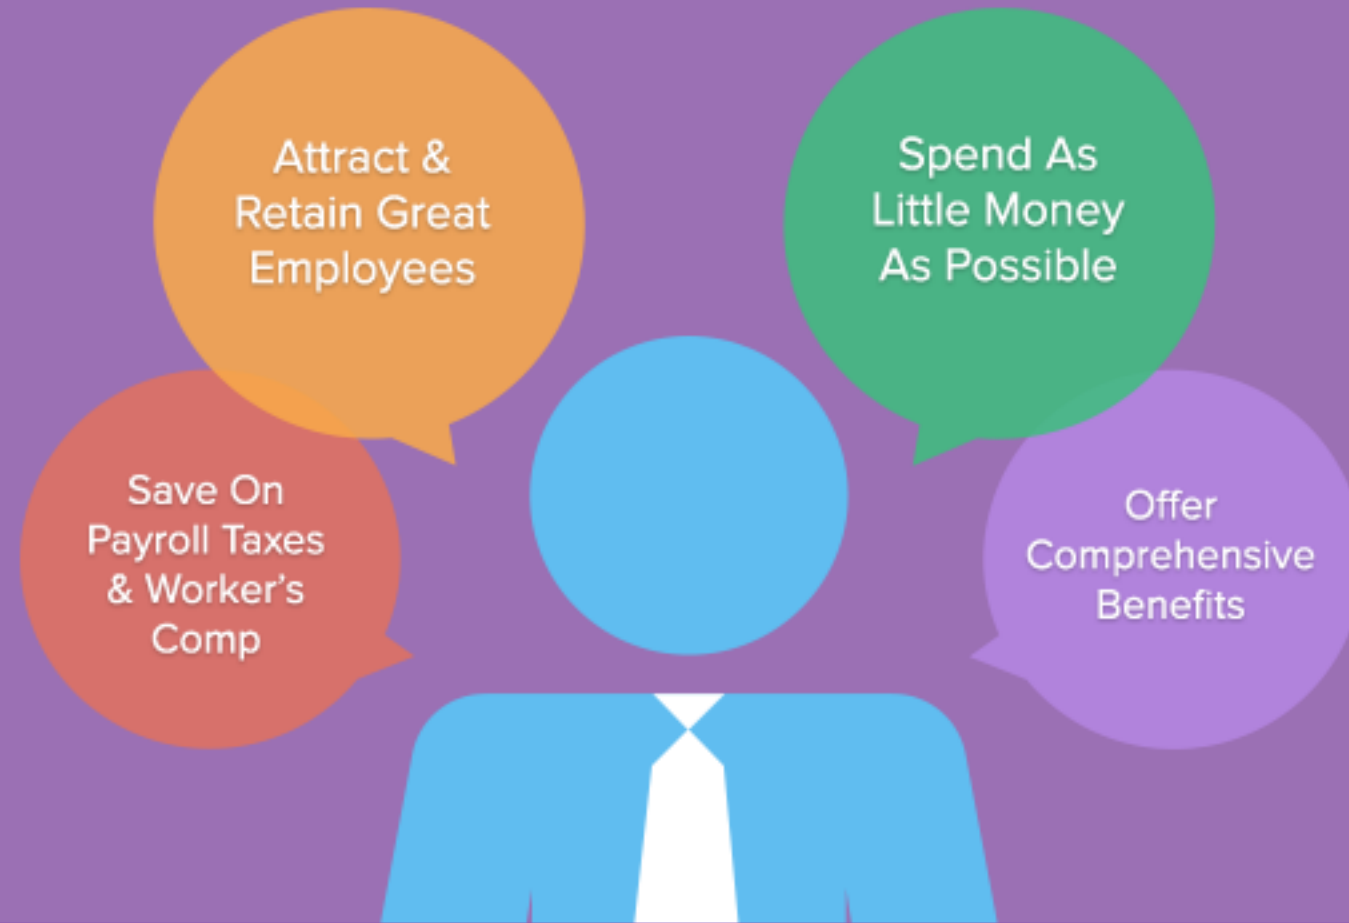 Attract &
Retain Great
Employees
Spend As
Little Money
As Possible
Save On
Payroll Taxes
& Worker’s
Comp
Offer
Comprehensive
Benefits